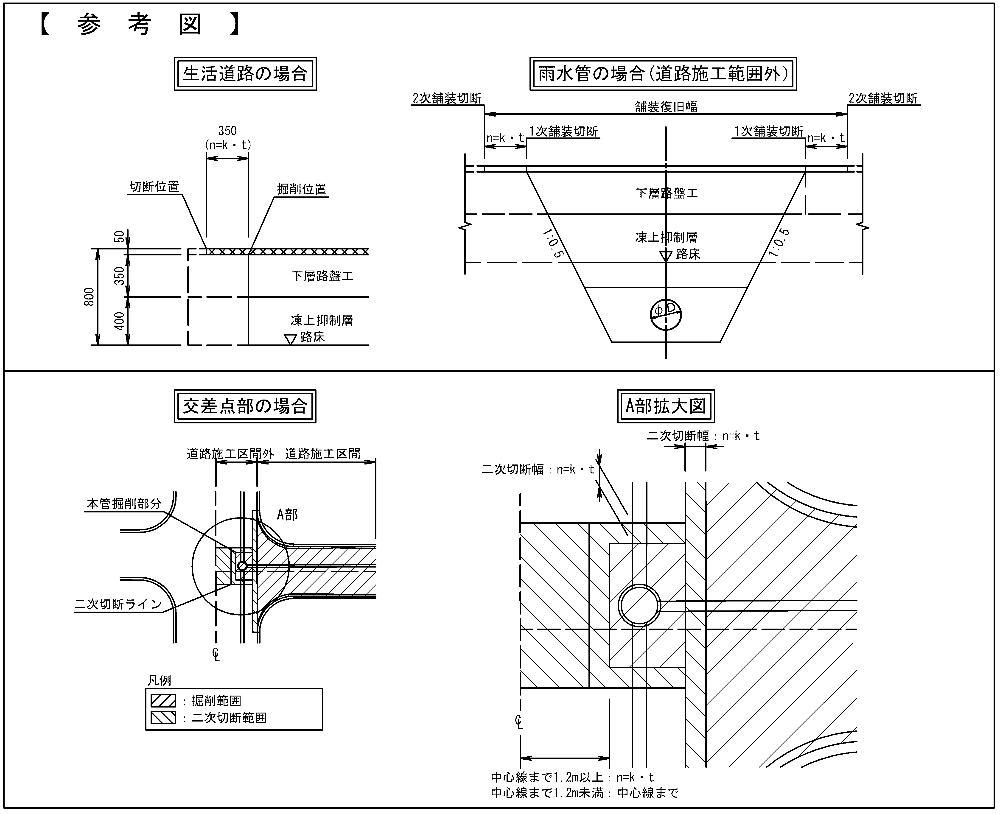 【 参 考 図 】
生活道路の場合
350
(n=k・t)
切断位置
掘削位置
50
350
400
800
下層路盤工
凍上抑制層
路床
雨水管の場合(道路施工範囲外)
2次舗装切断
舗装復旧幅
2次舗装切断
n=k・t
1次舗装切断
1次舗装切断
n=k・t
下層路盤工
凍上抑制層
路床
1:0.5
1:0.5
φD
交差点部の場合
道路施工区間外
道路施工区間
本管掘削部分
A部
二次切断ライン
CL
凡例
：掘削範囲
：二次切断範囲
A部拡大図
二次切断幅：n=k・t
二次切断幅：n=k・t
CL
中心線まで1.2m以上：n=k・t
中心線まで1.2m未満：中心線まで